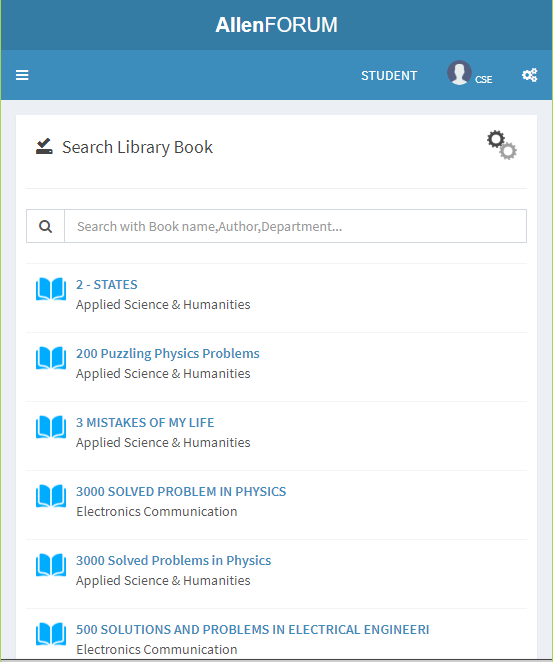 AllenFORUM
STUDENT CSE
Search Library Book
Search with Book name,Author,Department...
2 - STATES
Applied Science & Humanities
200 Puzzling Physics Problems
Applied Science & Humanities
3 MISTAKES OF MY LIFE
Applied Science & Humanities
3000 SOLVED PROBLEM IN PHYSICS
Electronics Communication
3000 Solved Problems in Physics
Applied Science & Humanities
500 SOLUTIONS AND PROBLEMS IN ELECTRICAL ENGINEERI
Electronics Communication